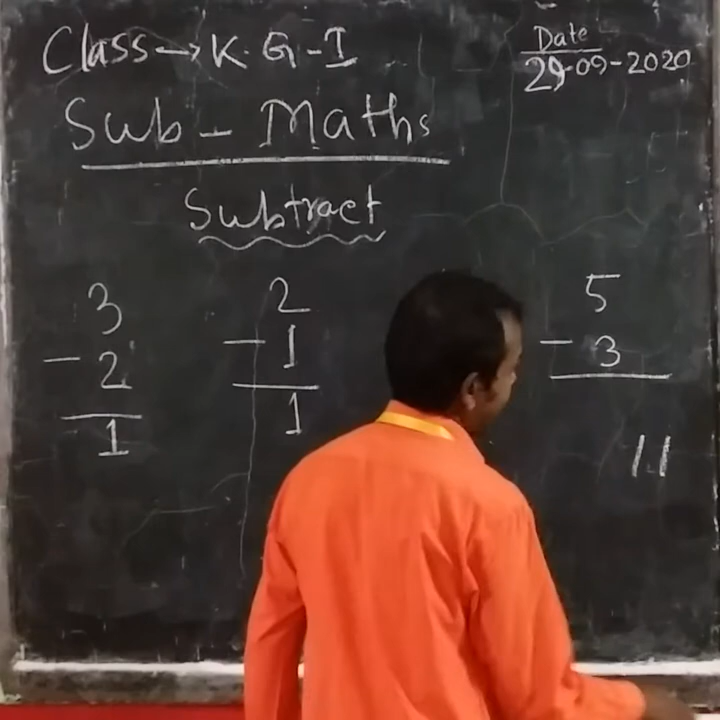 Class → K.G-I
Date
29-09-2020
Sub - Maths
Subtract
3
- 2
1
2
- 1
1
5
- 3
11